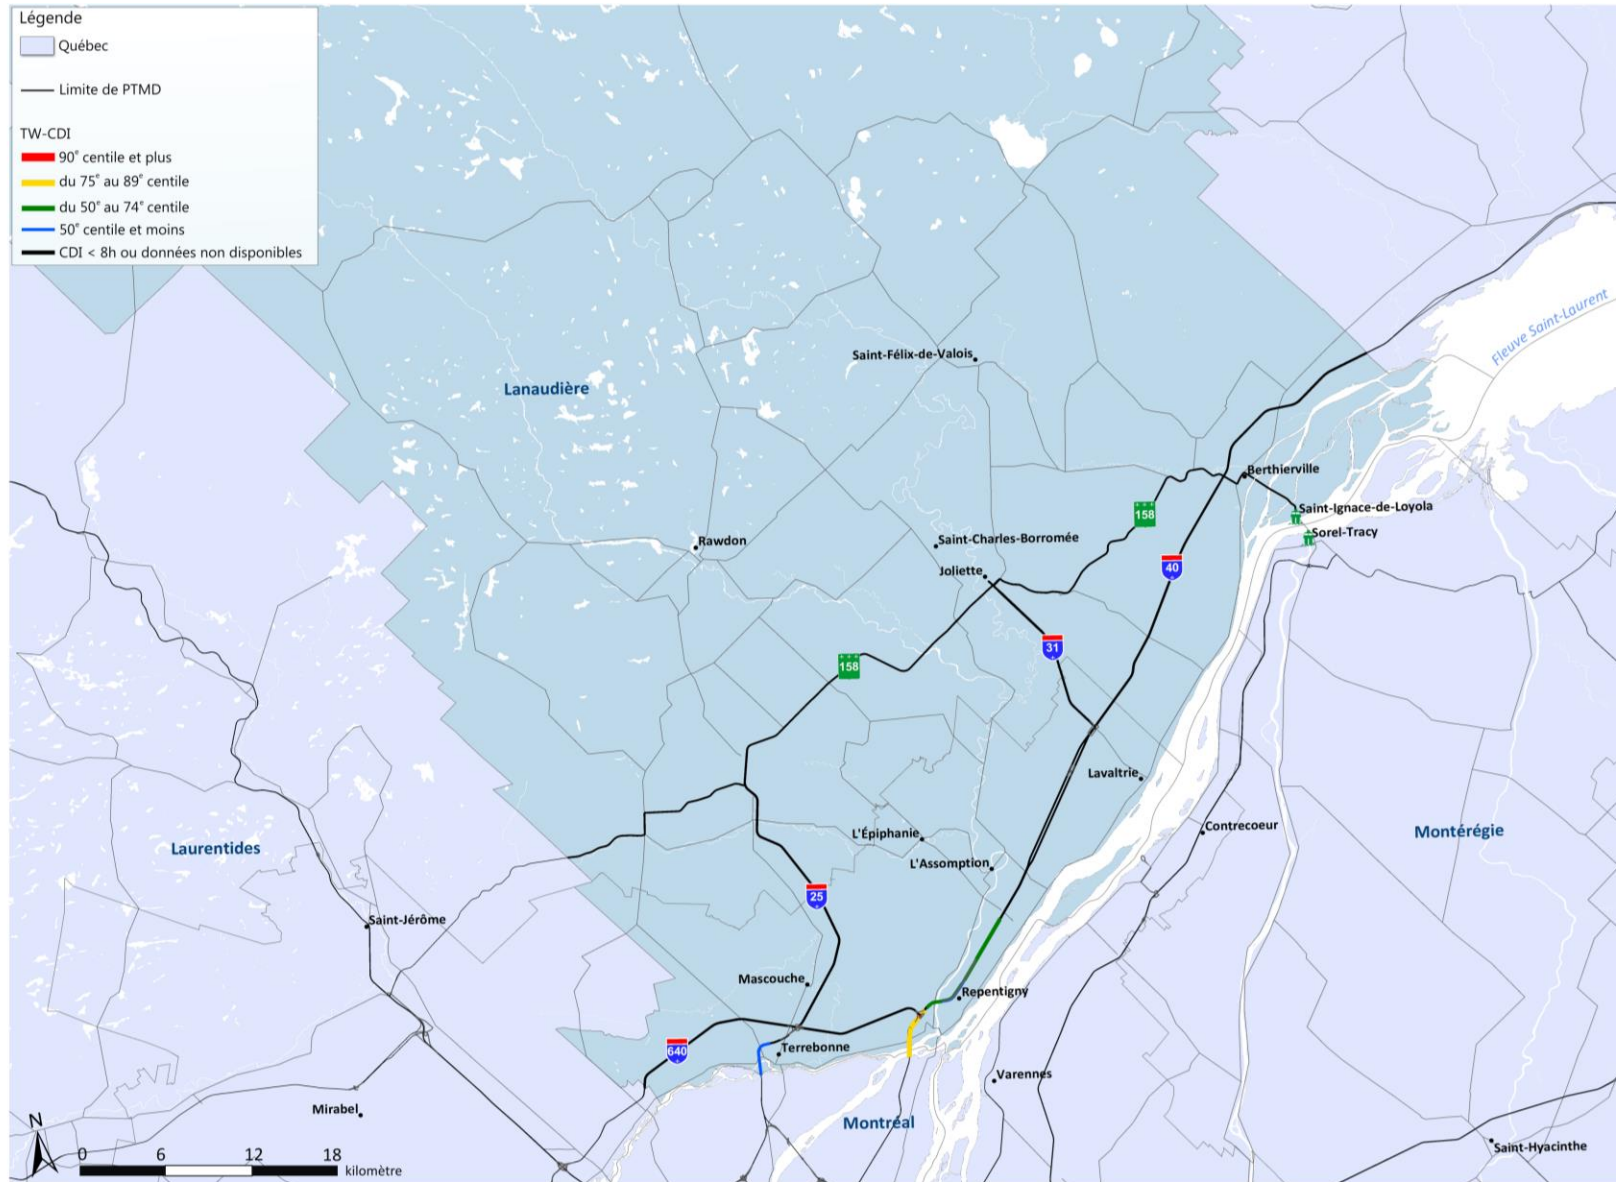 Légende
Québec
Limite de PTMD
TW-CDI
90e centile et plus
du 75e au 89e centile
du 50e au 74e centile
50e centile et moins
CDI < 8h ou données non disponibles
Fleuve Saint-Laurent
Saint-Félix-de-Valois
Lanaudière
Berthierville
158
Saint-Ignace-de-Loyola
Sorel-Tracy
Rawdon
Saint-Charles-Borromée
Joliette
40
31
158
Lavaltrie
Contrecoeur
Montérégie
L'Épiphanie
Laurentides
L'Assomption
25
Saint-Jérôme
Mascouche
Repentigny
640
Terrebonne
Varennes
Mirabel
Montréal
Saint-Hyacinthe
N
0 6 12 18
kilomètre